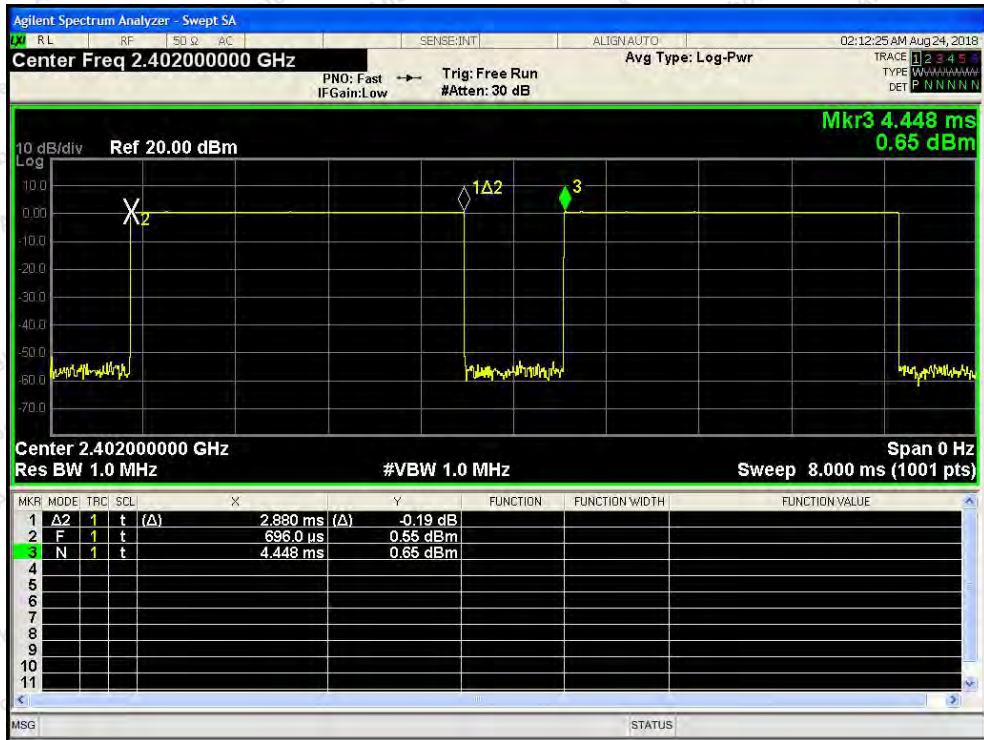 Agilent Spectrum Analyzer - Swept SA
LXI RL RF 50 Ω AC SENSE:INT ALIGNAUTO 02:12:25 AM Aug 24, 2018
Center Freq 2.402000000 GHz Avg Type: Log-Pwr TRACE 1 2 3 4 5 6
PNO: Fast Trig: Free Run TYPE
IFGain:Low #Atten: 30 dB DET P N N N N N
Mkr3 4.448 ms
10 dB/div Ref 20.00 dBm 0.65 dBm
Log
10.0 1Δ2 3
0.00 X2
-10.0
-20.0
-30.0
-40.0
-50.0
-60.0
-70.0
Center 2.402000000 GHz Span 0 Hz
Res BW 1.0 MHz #VBW 1.0 MHz Sweep 8.000 ms (1001 pts)
MKR MODE TRC SCL X Y FUNCTION FUNCTION WIDTH FUNCTION VALUE
1 Δ2 1 t (Δ) 2.880 ms (Δ) -0.19 dB
2 F 1 t 696.0 µs 0.55 dBm
3 N 1 t 4.448 ms 0.65 dBm
4
5
6
7
8
9
10
11
MSG STATUS